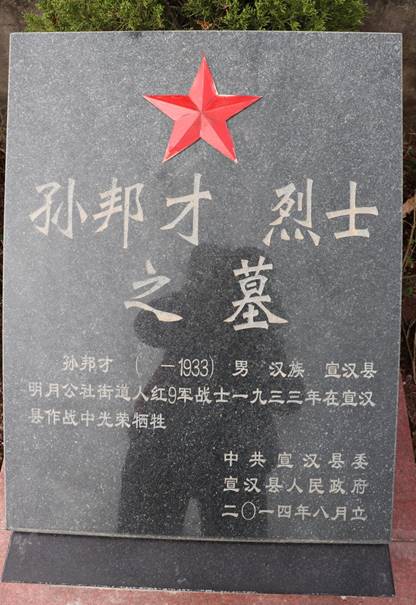 孙邦才 烈士
之墓
孙邦才 ( —1933) 男 汉族 宣汉县
明月公社街道人红9军战士一九三三年在宣汉
县作战中光荣牺牲
中共宣汉县委
宣汉县人民政府
二〇一四年八月立